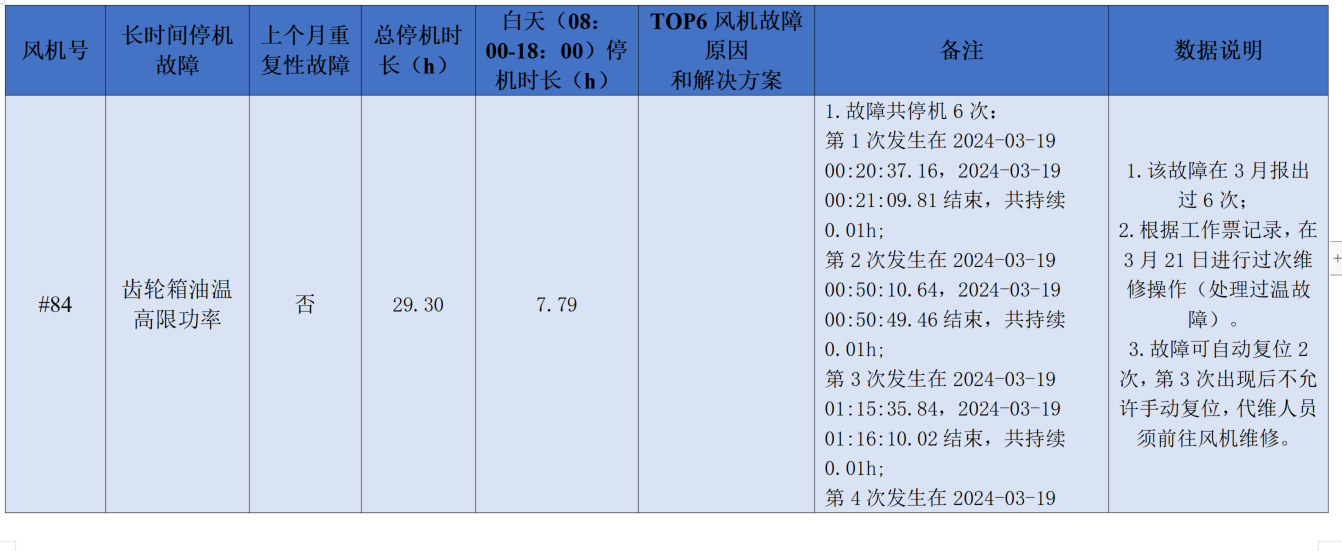 风机号
长时间停机
故障
上个月重
复性故障
总停机时
长（h）
白天（08：
00-18：00）停
机时长（h）
TOP6 风机故障
原因
和解决方案
备注
数据说明
#84
齿轮箱油温
高限功率
否
29.30
7.79
1.故障共停机 6 次：
第 1 次发生在 2024-03-19
00:20:37.16，2024-03-19
00:21:09.81 结束，共持续
0.01h;
第 2 次发生在 2024-03-19
00:50:10.64，2024-03-19
00:50:49.46 结束，共持续
0.01h;
第 3 次发生在 2024-03-19
01:15:35.84，2024-03-19
01:16:10.02 结束，共持续
0.01h;
第 4 次发生在 2024-03-19
1.该故障在 3 月报出
过 6 次；
2.根据工作票记录，在
3 月 21 日进行过次维
修操作（处理过温故
障）。
3.故障可自动复位 2
次，第 3 次出现后不允
许手动复位，代维人员
须前往风机维修。